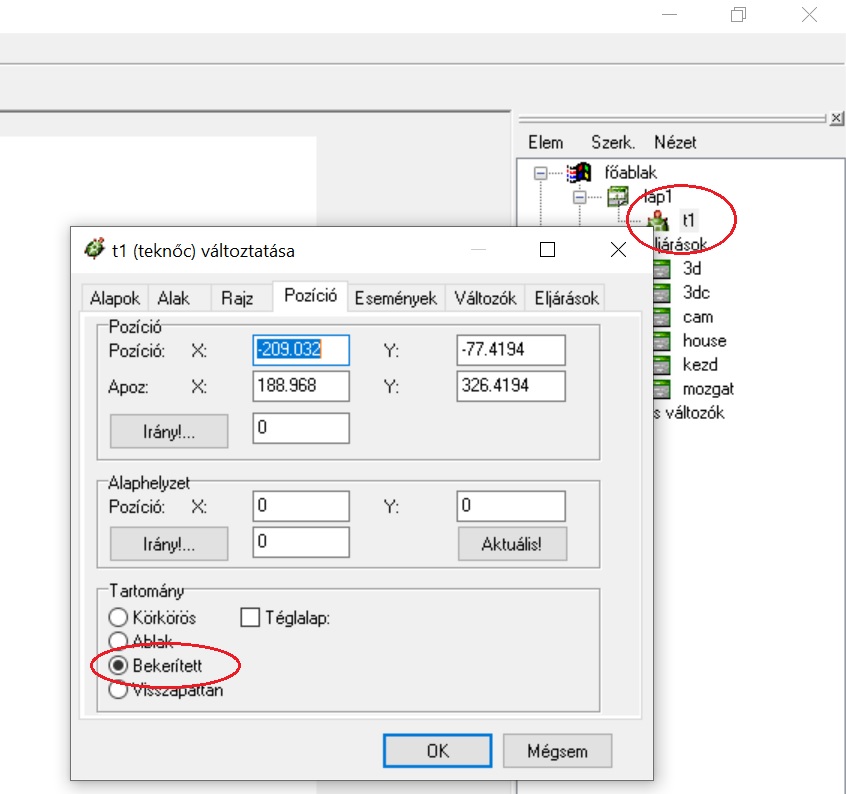 Elem Szerk. Nézet
főablak
lap1
t1
ljárások
3d
3dc
cam
house
kezd
mozgat
s változók
t1 (teknőc) változtatása
Alapok Alak Rajz Pozíció Események Változók Eljárások
Pozíció
Pozíció: X: -209.032 Y: -77.4194
Apoz: X: 188.968 Y: 326.4194
Irány!... 0
Alaphelyzet
Pozíció: X: 0 Y: 0
Irány!... 0 Aktuális!
Tartomány
Körkörös Téglalap:
Ablak
Bekerített
Visszapattan
OK Mégsem